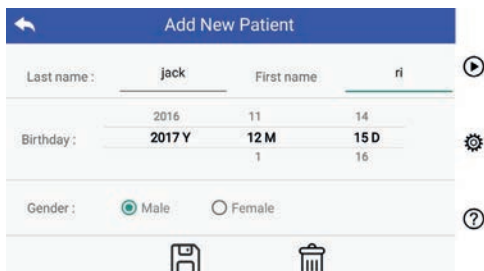 Add New Patient
Last name : jack First name ri
2016 11 14
Birthday : 2017 Y 12 M 15 D
1 16
Gender : Male Female
?